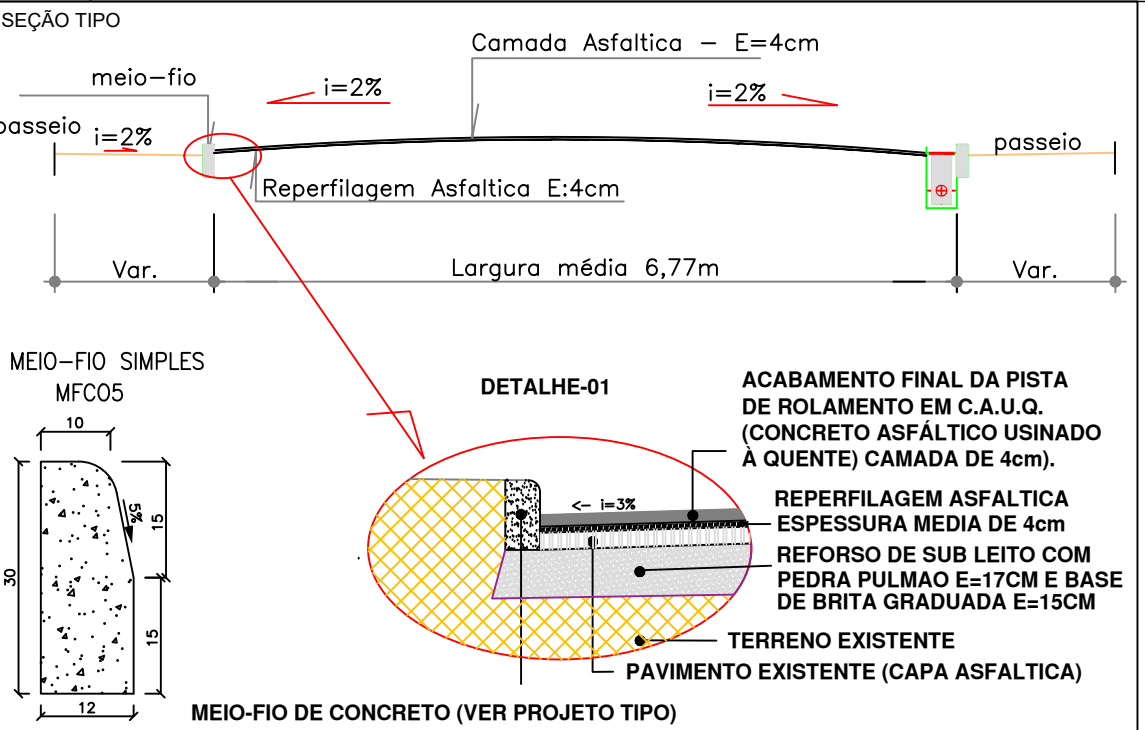 SEÇÃO TIPO
Camada Asfaltica - E=4cm
meio-fio
i=2%
i=2%
passeio
i=2%
passeio
Reperfilagem Asfaltica E:4cm
Var.
Largura média 6,77m
Var.
MEIO-FIO SIMPLES
MFC05
10
5%
15
30
15
12
DETALHE-01
ACABAMENTO FINAL DA PISTA
DE ROLAMENTO EM C.A.U.Q.
(CONCRETO ASFÁLTICO USINADO
À QUENTE) CAMADA DE 4cm).
<- i=3%
REPERFILAGEM ASFALTICA
ESPESSURA MEDIA DE 4cm
REFORSO DE SUB LEITO COM
PEDRA PULMAO E=17CM E BASE
DE BRITA GRADUADA E=15CM
TERRENO EXISTENTE
PAVIMENTO EXISTENTE (CAPA ASFALTICA)
MEIO-FIO DE CONCRETO (VER PROJETO TIPO)